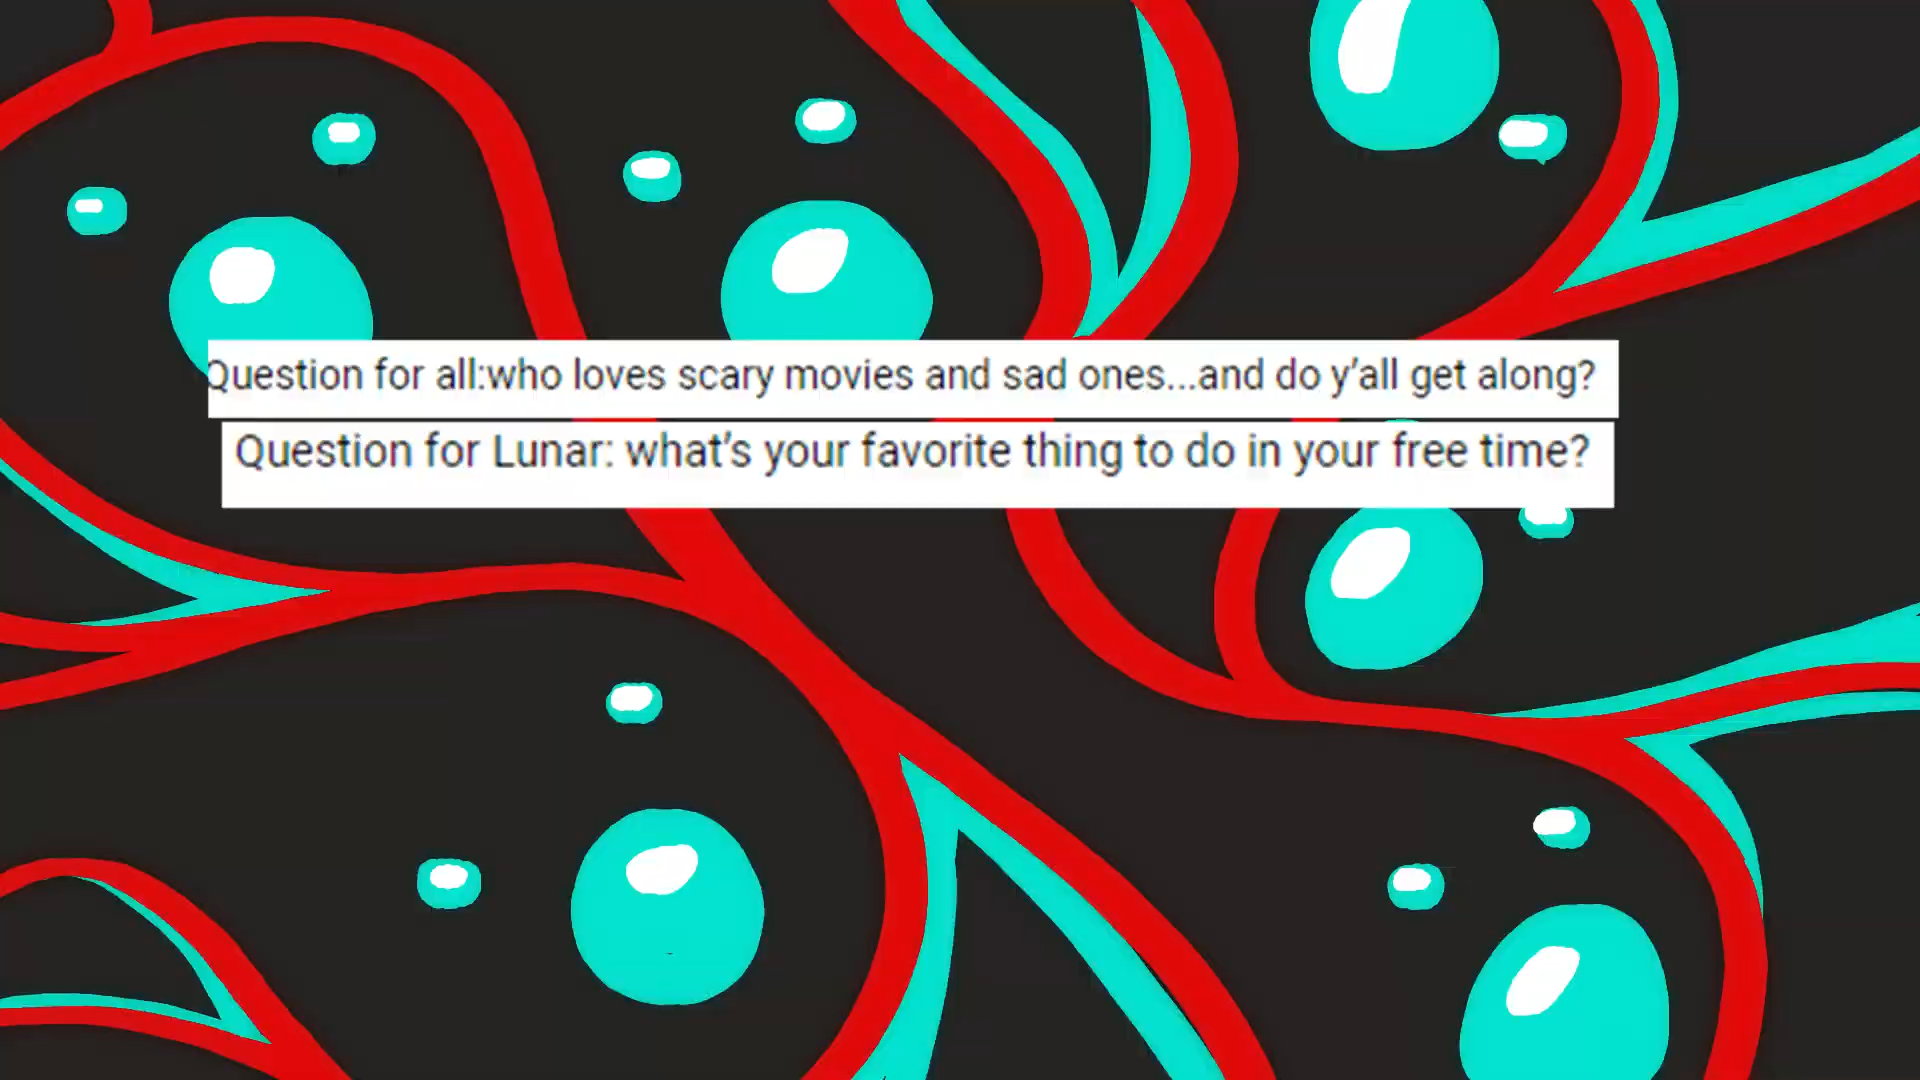 Question for all:who loves scary movies and sad ones...and do y’all get along?
Question for Lunar: what’s your favorite thing to do in your free time?